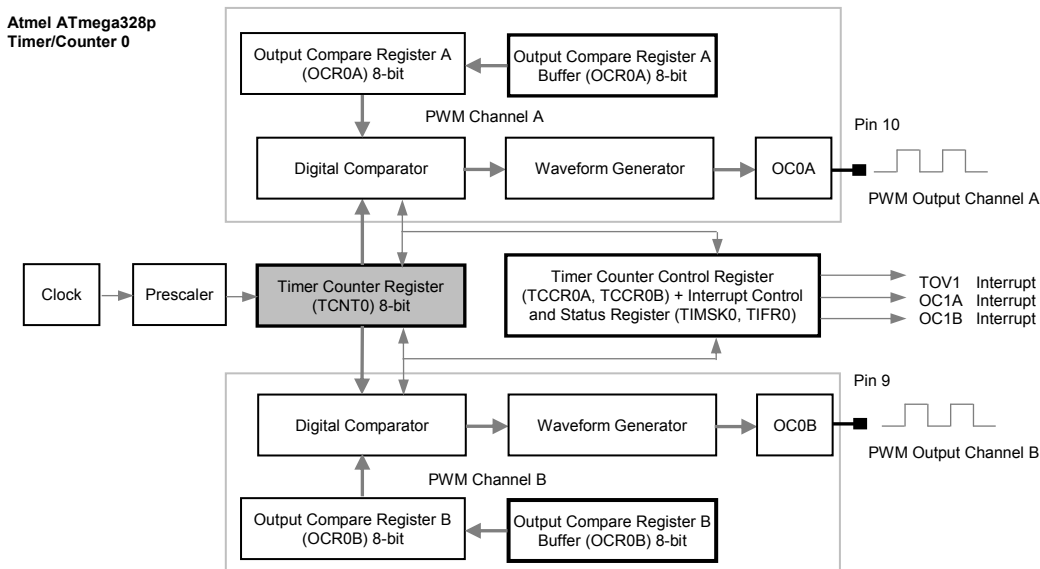 Atmel ATmega328p
Timer/Counter 0
Output Compare Register A
(OCR0A) 8-bit
Output Compare Register A
Buffer (OCR0A) 8-bit
PWM Channel A
Digital Comparator
Waveform Generator
OC0A
Pin 10
PWM Output Channel A
Clock
Prescaler
Timer Counter Register
(TCNT0) 8-bit
Timer Counter Control Register
(TCCR0A, TCCR0B) + Interrupt Control
and Status Register (TIMSK0, TIFR0)
TOV1 Interrupt
OC1A Interrupt
OC1B Interrupt
Pin 9
Digital Comparator
Waveform Generator
OC0B
PWM Output Channel B
PWM Channel B
Output Compare Register B
(OCR0B) 8-bit
Output Compare Register B
Buffer (OCR0B) 8-bit